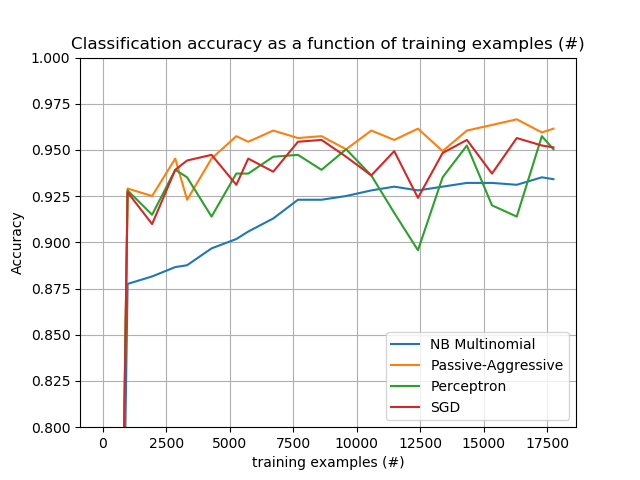 Classification accuracy as a function of training examples (#)
1.000
0.975
0.950
0.925
0.900
0.875
0.850
0.825
0.800
Accuracy
NB Multinomial
Passive-Aggressive
Perceptron
SGD
0 2500 5000 7500 10000 12500 15000 17500
training examples (#)